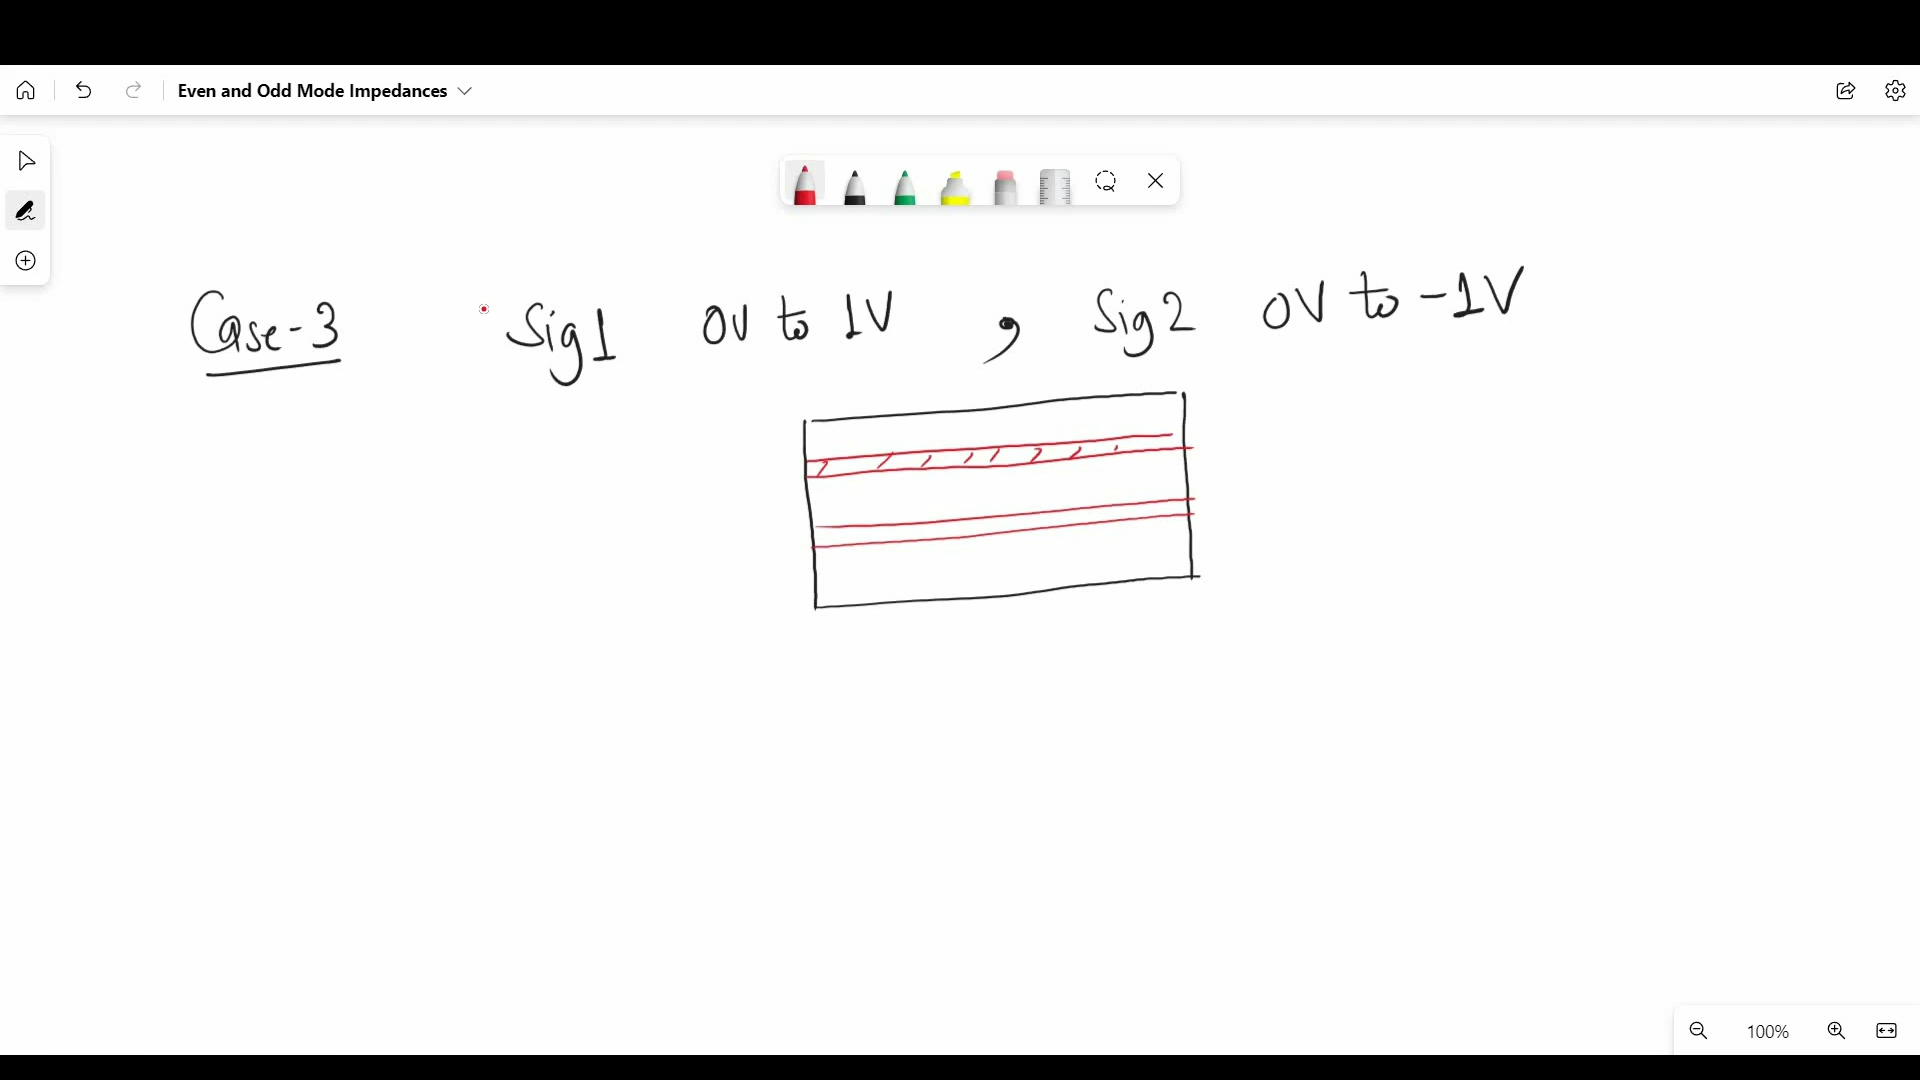 Even and Odd Mode Impedances
Case-3 Sig1 0V to 1V , Sig2 0V to -1V
100%